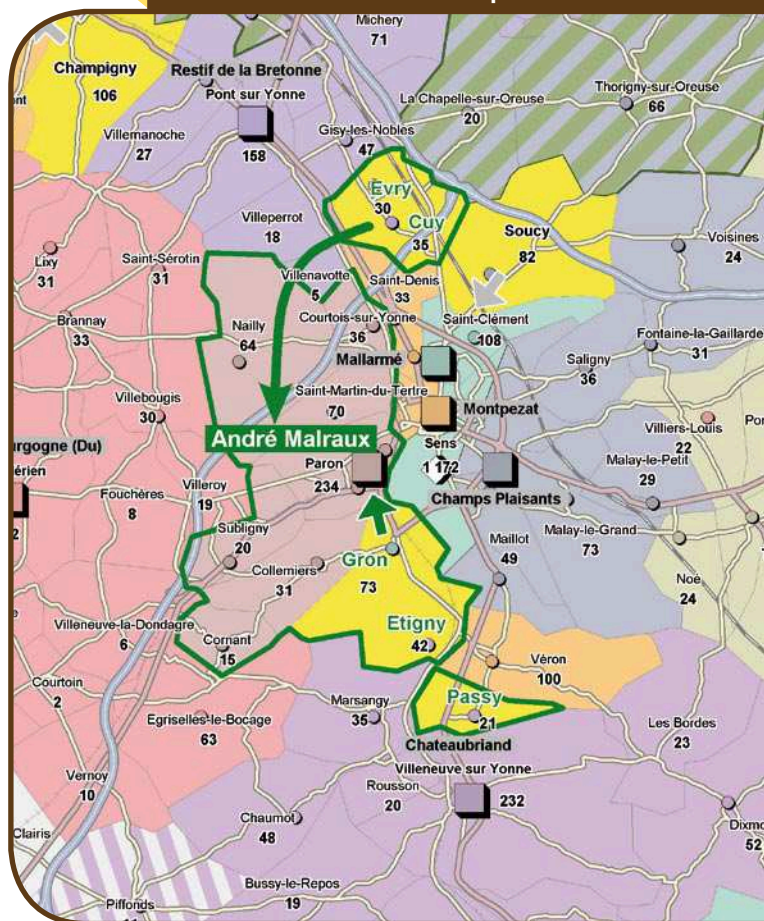 Michery
71
Champigny
106
Restif de la Bretonne
Pont sur Yonne
158
La Chapelle-sur-Oreuse
20
Thorigny-sur-Oreuse
66
Villemanoche
27
Gisy-les-Nobles
47
Evry
30
Cuy
35
Soucy
82
Voisines
24
Villeperrot
18
Saint-Sérotin
31
Lixy
31
Villenavotte
5
Saint-Denis
33
Courtois-sur-Yonne
36
Saint-Clément
108
Fontaine-la-Gaillarde
31
Brannay
33
Nailly
64
Mallarmé
Saligny
36
Saint-Martin-du-Tertre
70
Montpezat
Villebougis
30
André Malraux
Sens
1 172
Villiers-Louis
22
Paron
234
Champs Plaisants
Malay-le-Petit
29
Fouchères
8
Villeroy
19
Subligny
20
Gron
73
Maillot
49
Malay-le-Grand
73
Collemiers
31
Noé
24
Villeneuve-la-Dondagre
6
Cornant
15
Etigny
42
Véron
100
Courtoin
2
Passy
21
Egriselles-le-Bocage
63
Marsangy
35
Chateaubriand
Les Bordes
23
Villeneuve sur Yonne
232
Vernoy
10
Rousson
20
Chaumot
48
Clairis
52
Bussy-le-Repos
19
Piffonds